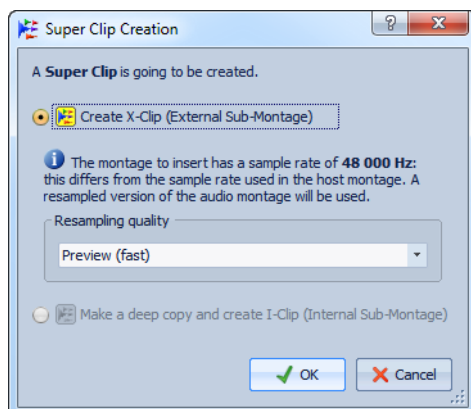 Super Clip Creation
?
A Super Clip is going to be created.
Create X-Clip (External Sub-Montage)
The montage to insert has a sample rate of 48 000 Hz:
this differs from the sample rate used in the host montage. A
resampled version of the audio montage will be used.
Resampling quality
Preview (fast)
Make a deep copy and create I-Clip (Internal Sub-Montage)
OK
Cancel